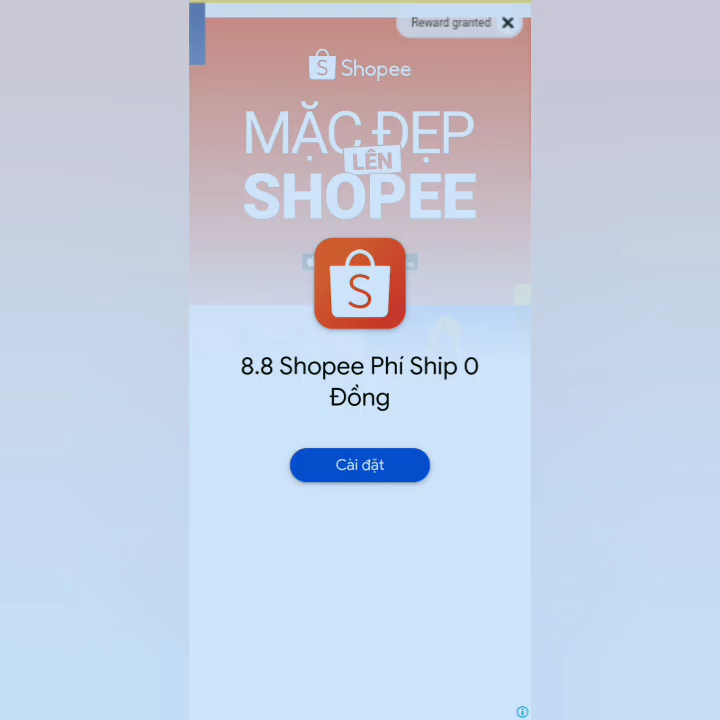 Reward granted
Shopee
MẶC ĐẸP
LÊN
SHOPEE
8.8 Shopee Phí Ship 0
Đồng
Cài đặt